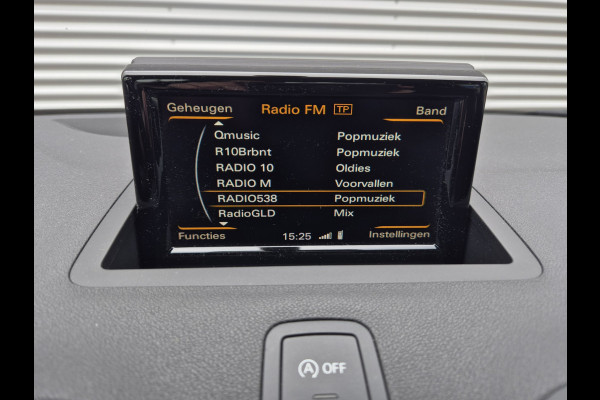 Geheugen Radio FM TP Band
Qmusic Popmuziek
R10Brbnt Popmuziek
RADIO 10 Oldies
RADIO M Voorvallen
RADIO538 Popmuziek
RadioGLD Mix
Functies 15:25 Instellingen
A OFF